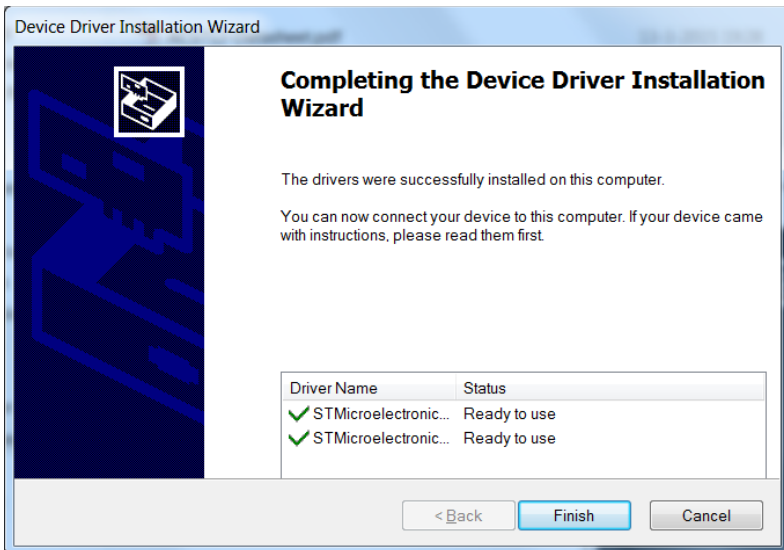 Device Driver Installation Wizard
Completing the Device Driver Installation
Wizard
The drivers were successfully installed on this computer.
You can now connect your device to this computer. If your device came
with instructions, please read them first.
Driver Name Status
STMicroelectronic... Ready to use
STMicroelectronic... Ready to use
< Back Finish Cancel